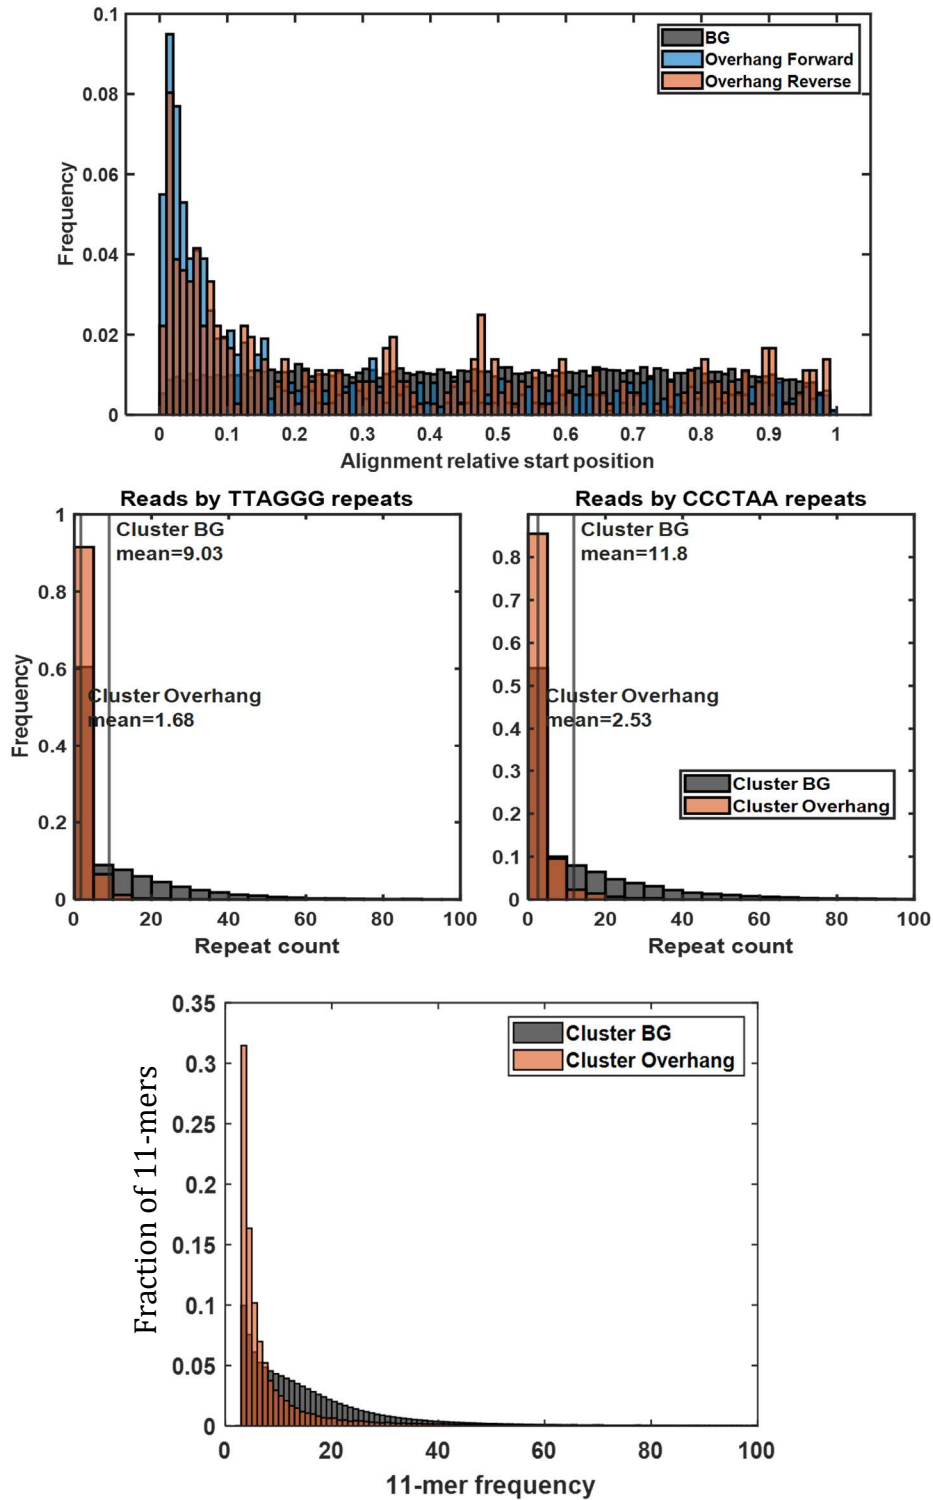 0.1
0.08
0.06
0.04
0.02
0
Frequency
BG
Overhang Forward
Overhang Reverse
0 0.1 0.2 0.3 0.4 0.5 0.6 0.7 0.8 0.9 1
Alignment relative start position
Reads by TTAGGG repeats
1
0.8
0.6
0.4
0.2
0
Frequency
Cluster BG
mean=9.03
Cluster Overhang
mean=1.68
0 20 40 60 80 100
Repeat count
Reads by CCCTAA repeats
0.8
0.7
0.6
0.5
0.4
0.3
0.2
0.1
0
Cluster BG
mean=11.8
Cluster Overhang
mean=2.53
Cluster BG
Cluster Overhang
0 20 40 60 80 100
Repeat count
0.35
0.3
0.25
0.2
0.15
0.1
0.05
0
Fraction of 11-mers
Cluster BG
Cluster Overhang
0 20 40 60 80 100
11-mer frequency